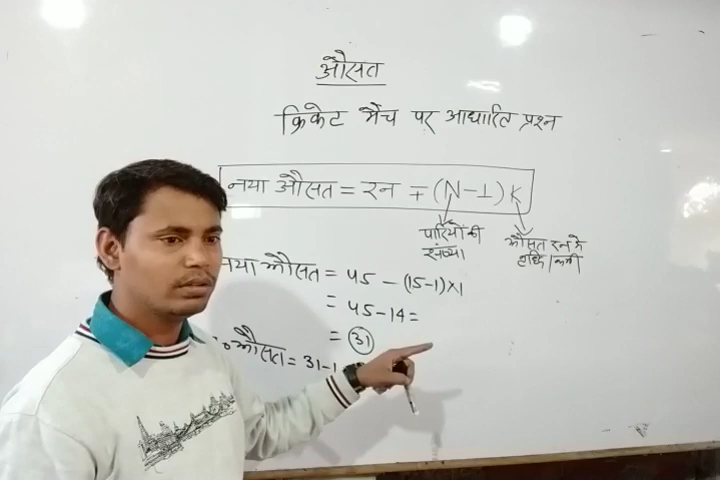 औसत
क्रिकेट मैच पर आधारित प्रश्न
नया औसत = रन ∓ (N-1) K
पारियों की
संख्या
औसत रन में
वृद्धि / कमी
नया औसत = 45 - (15-1)×1
= 45-14=
= 31
औसत = 31-1